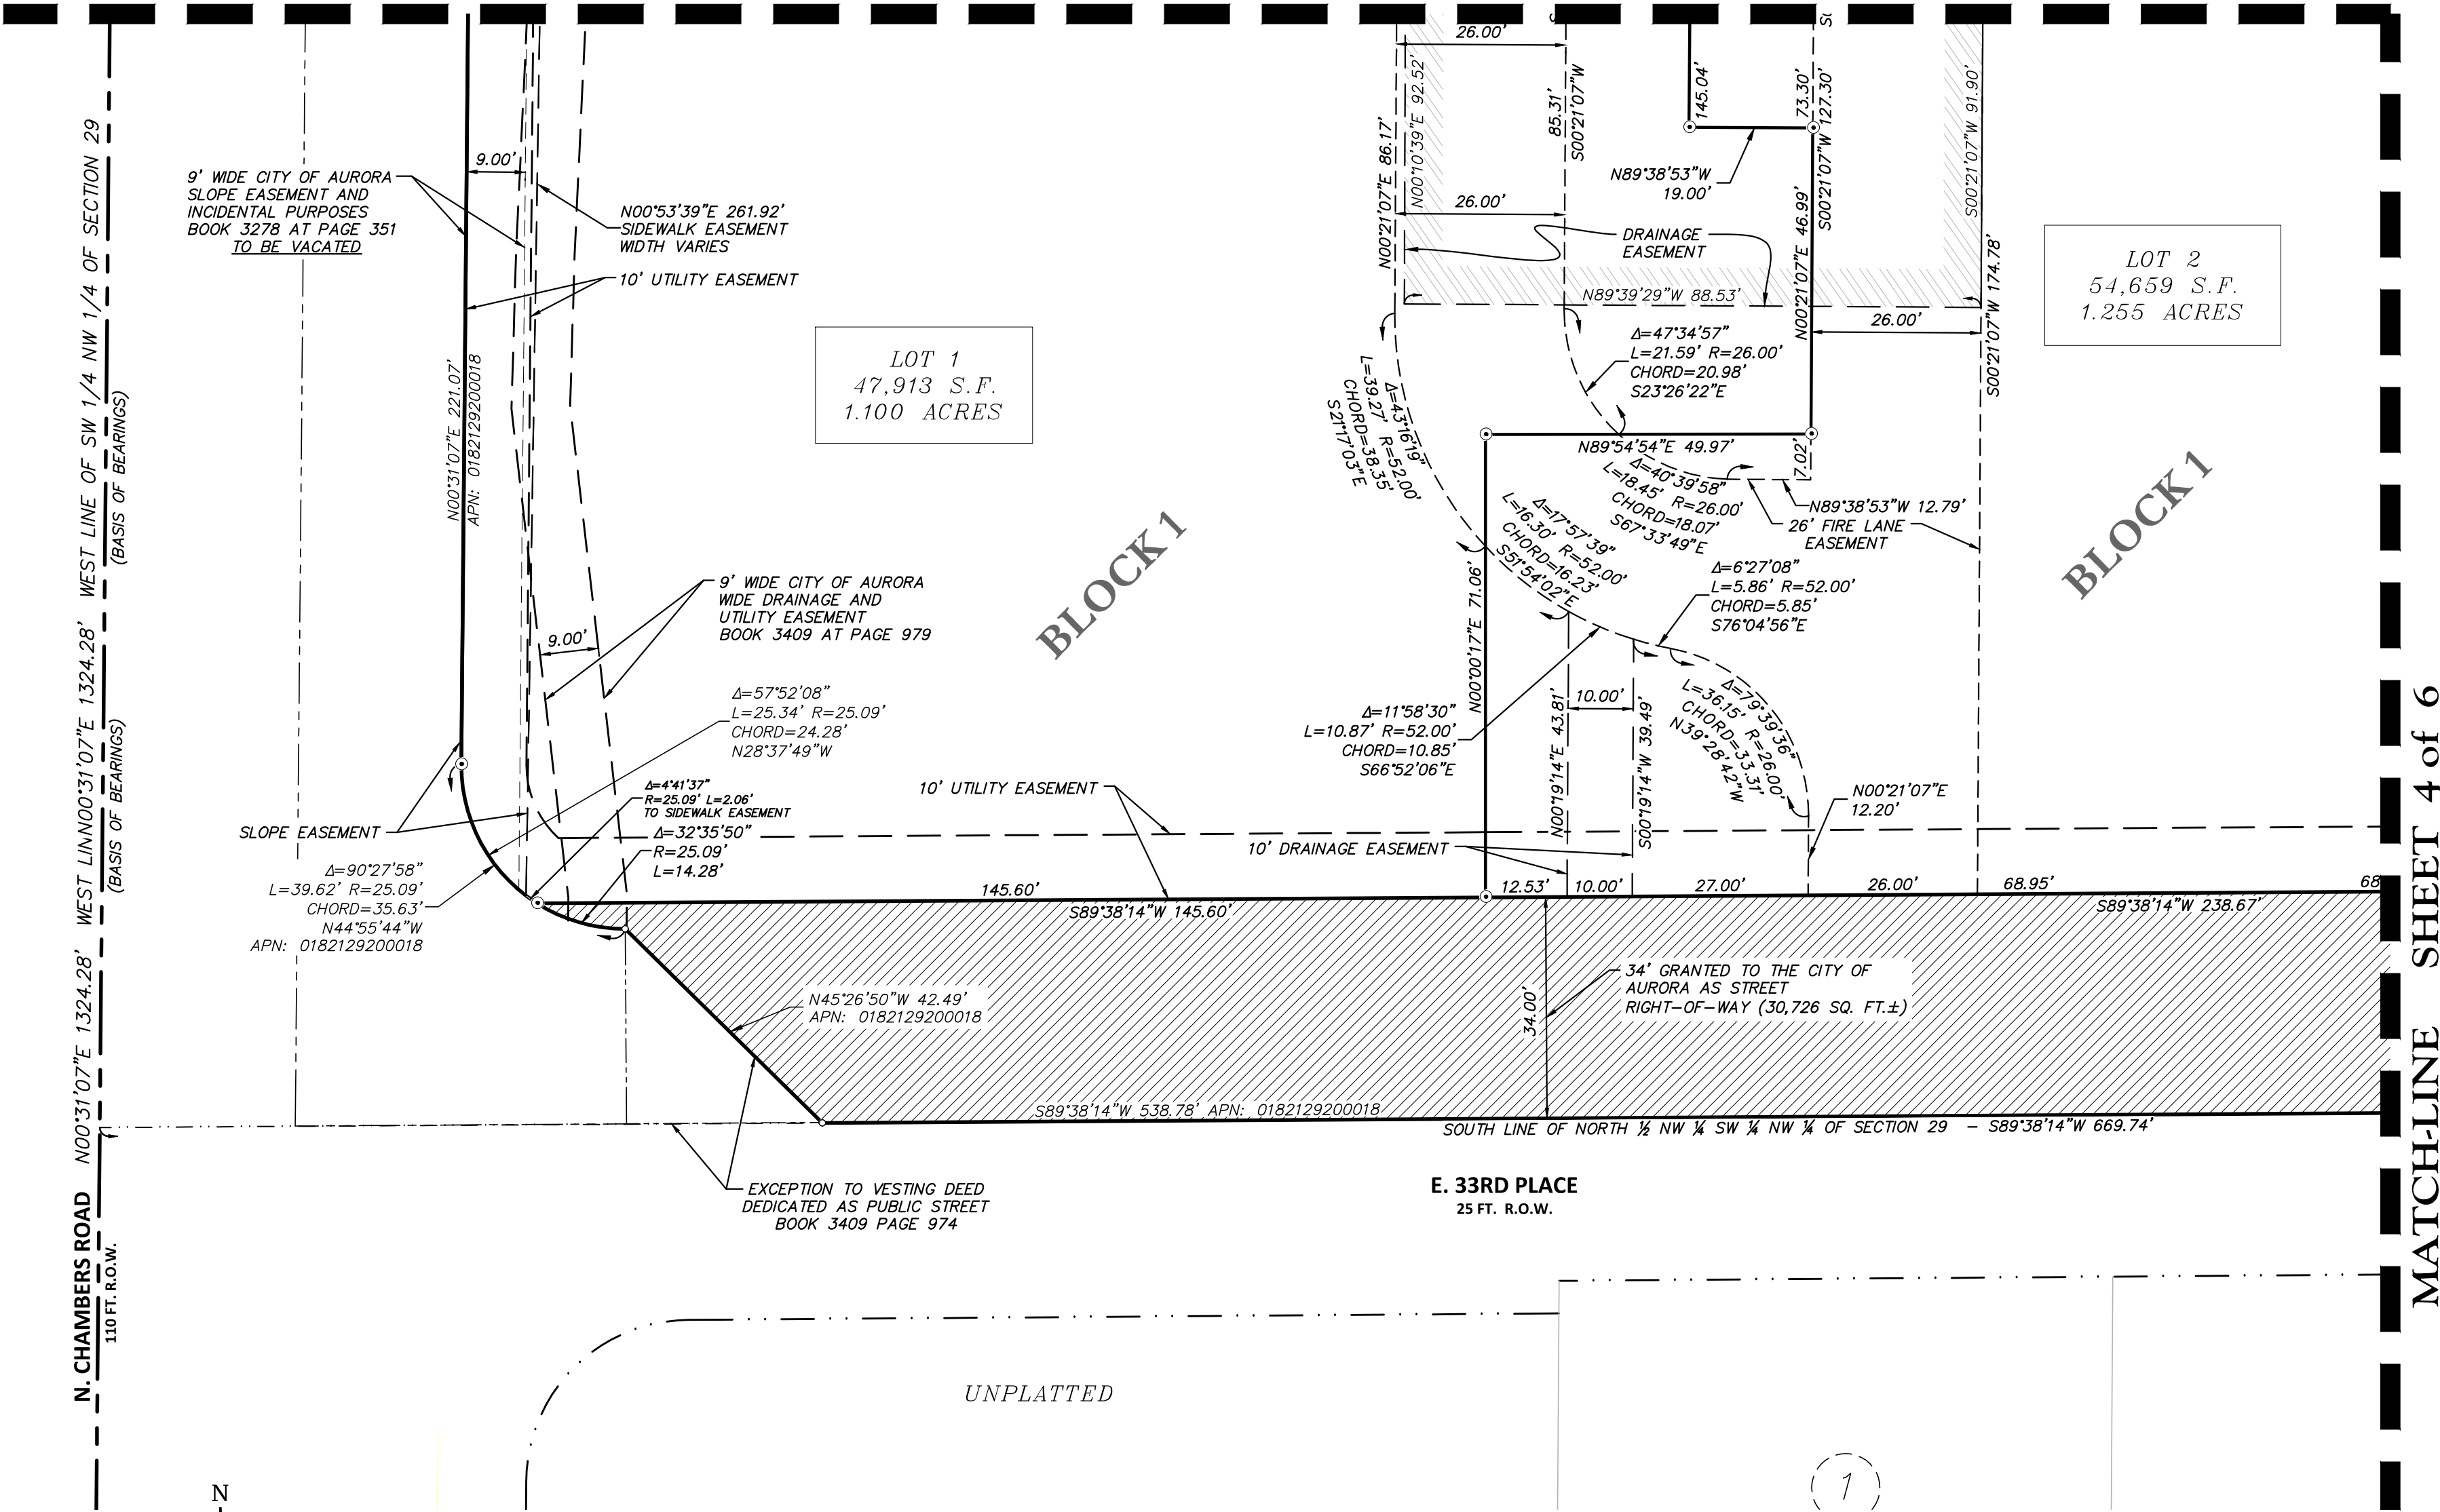 WEST LINE OF SW 1/4 NW 1/4 OF SECTION 29
(BASIS OF BEARINGS)
N00°31'07"E 1324.28'
WEST LIN
(BASIS OF BEARINGS)
N00°31'07"E 1324.28'
N. CHAMBERS ROAD
110 FT. R.O.W.
9' WIDE CITY OF AURORA
SLOPE EASEMENT AND
INCIDENTAL PURPOSES
BOOK 3278 AT PAGE 351
TO BE VACATED
9.00'
N00°53'39"E 261.92'
SIDEWALK EASEMENT
WIDTH VARIES
10' UTILITY EASEMENT
N00°31'07"E 221.07'
APN: 0182129200018
LOT 1
47,913 S.F.
1.100 ACRES
BLOCK 1
9' WIDE CITY OF AURORA
WIDE DRAINAGE AND
UTILITY EASEMENT
BOOK 3409 AT PAGE 979
9.00'
Δ=57°52'08"
L=25.34' R=25.09'
CHORD=24.28'
N28°37'49"W
Δ=4°41'37"
R=25.09' L=2.06'
TO SIDEWALK EASEMENT
Δ=32°35'50"
R=25.09'
L=14.28'
SLOPE EASEMENT
Δ=90°27'58"
L=39.62' R=25.09'
CHORD=35.63'
N44°55'44"W
APN: 0182129200018
26.00'
N00°21'07"E 86.17'
N00°10'39"E 92.52'
85.31'
S00°21'07"W
145.04'
73.30'
S00°21'07"W 127.30'
N89°38'53"W
19.00'
26.00'
DRAINAGE
EASEMENT
N00°21'07"E 46.99'
S00°21'07"W 91.90'
S00°21'07"W 174.78'
LOT 2
54,659 S.F.
1.255 ACRES
N89°39'29"W 88.53'
26.00'
Δ=47°34'57"
L=21.59' R=26.00'
CHORD=20.98'
S23°26'22"E
Δ=43°16'19"
L=39.27' R=52.00'
CHORD=38.35'
S21°17'03"E
N89°54'54"E 49.97'
7.02'
Δ=40°39'58"
L=18.45' R=26.00'
CHORD=18.07'
S67°33'49"E
N89°38'53"W 12.79'
26' FIRE LANE
EASEMENT
BLOCK 1
Δ=17°57'39"
L=16.30' R=52.00'
CHORD=16.23'
S51°54'02"E
Δ=6°27'08"
L=5.86' R=52.00'
CHORD=5.85'
S76°04'56"E
N00°00'17"E 71.06'
Δ=11°58'30"
L=10.87' R=52.00'
CHORD=10.85'
S66°52'06"E
10.00'
N00°19'14"E 43.81'
S00°19'14"W 39.49'
Δ=79°39'36"
L=36.15' R=26.00'
CHORD=33.31'
N39°28'42"W
N00°21'07"E
12.20'
10' UTILITY EASEMENT
10' DRAINAGE EASEMENT
145.60'
S89°38'14"W 145.60'
12.53'
10.00'
27.00'
26.00'
68.95'
68
S89°38'14"W 238.67'
34.00'
34' GRANTED TO THE CITY OF
AURORA AS STREET
RIGHT-OF-WAY (30,726 SQ. FT.±)
N45°26'50"W 42.49'
APN: 0182129200018
S89°38'14"W 538.78' APN: 0182129200018
SOUTH LINE OF NORTH ½ NW ¼ SW ¼ NW ¼ OF SECTION 29 - S89°38'14"W 669.74'
EXCEPTION TO VESTING DEED
DEDICATED AS PUBLIC STREET
BOOK 3409 PAGE 974
E. 33RD PLACE
25 FT. R.O.W.
UNPLATTED
1
N
MATCH-LINE SHEET 4 of 6